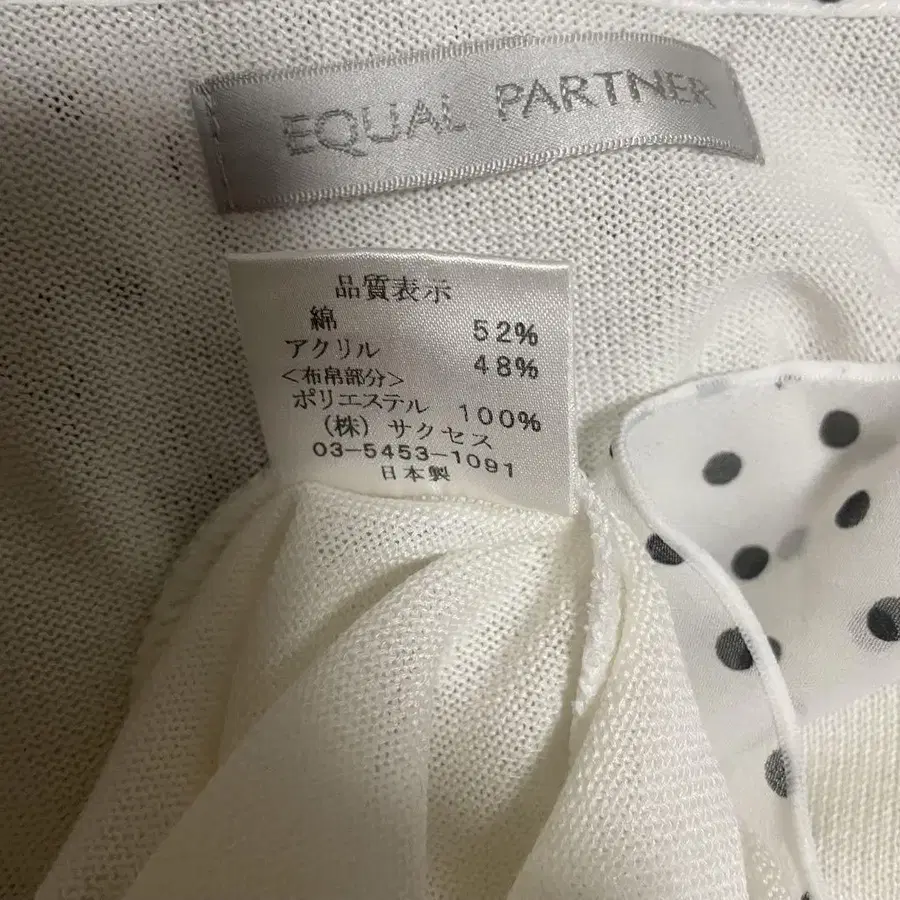 EQUAL PARTNER
品質表示
綿 52%
アクリル 48%
<布帛部分>
ポリエステル 100%
(株) サクセス
03-5453-1091
日本製